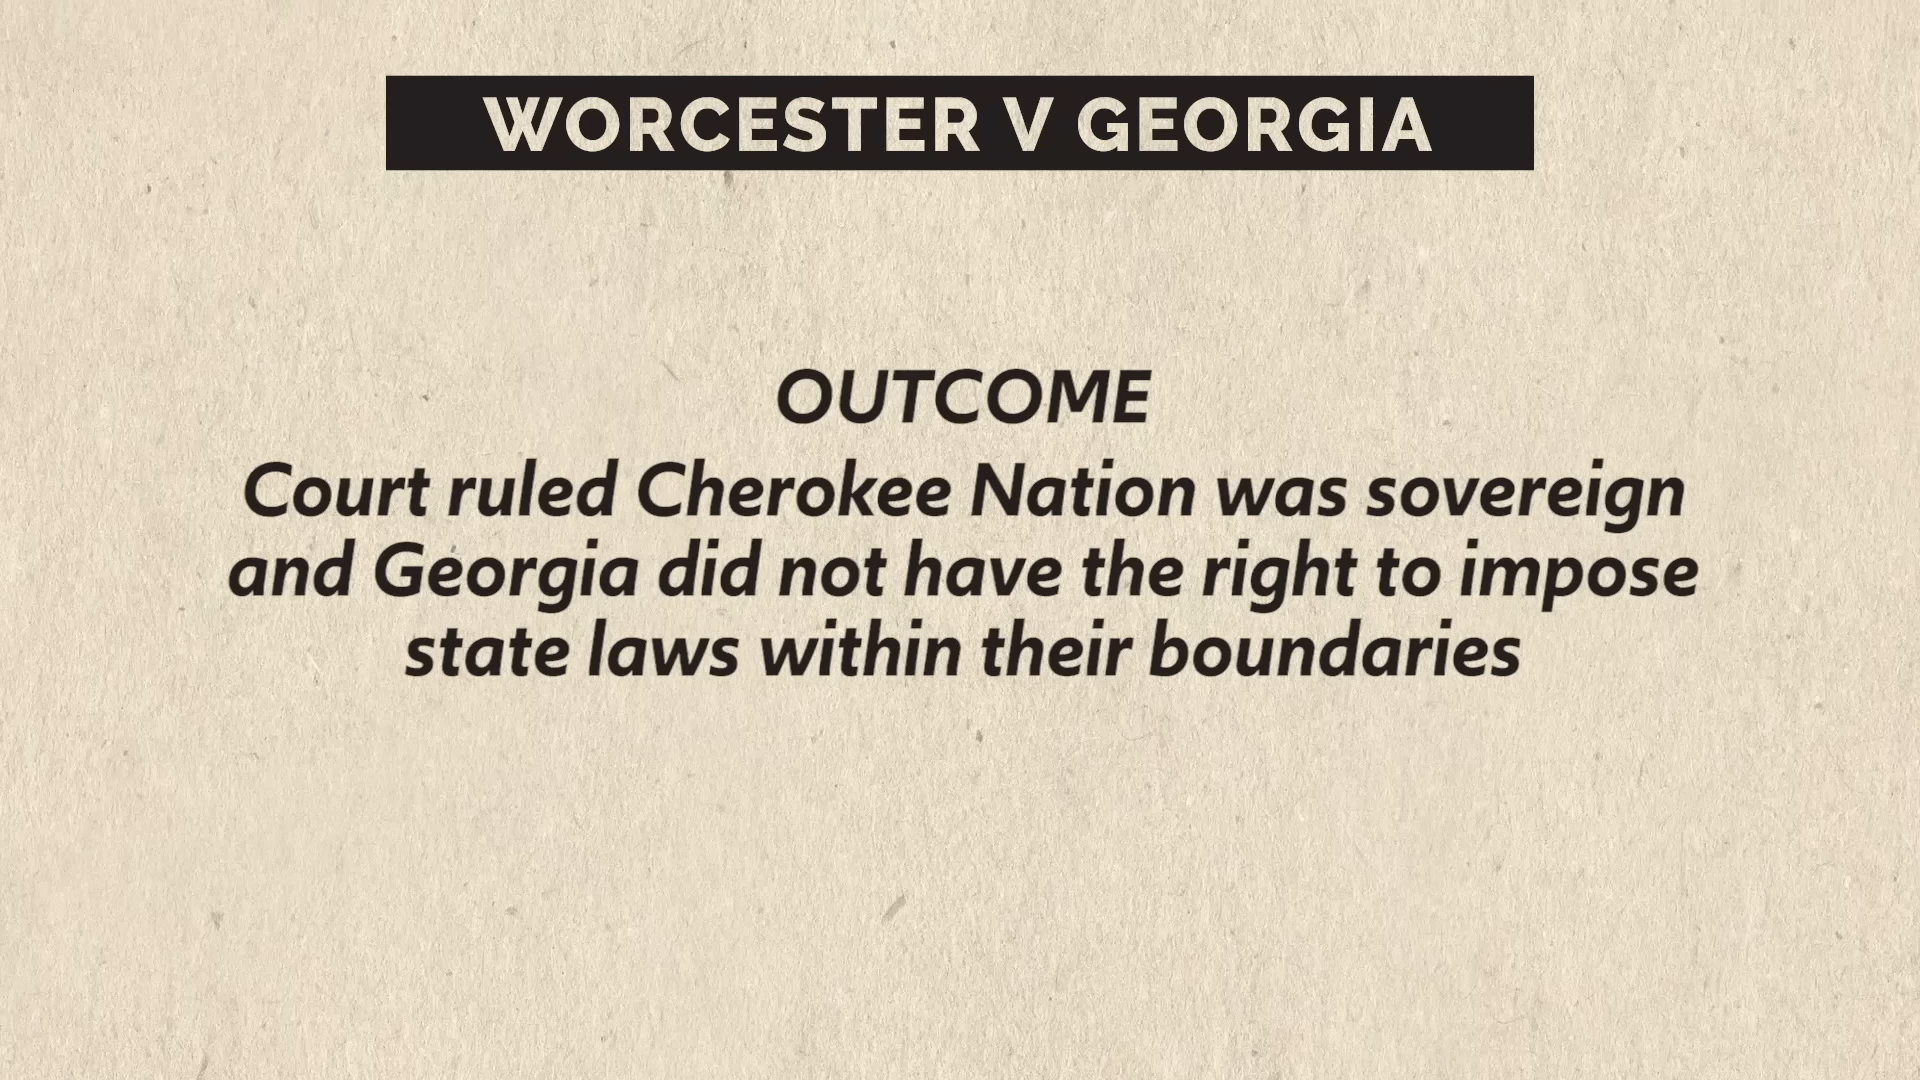 WORCESTER V GEORGIA
OUTCOME
Court ruled Cherokee Nation was sovereign
and Georgia did not have the right to impose
state laws within their boundaries